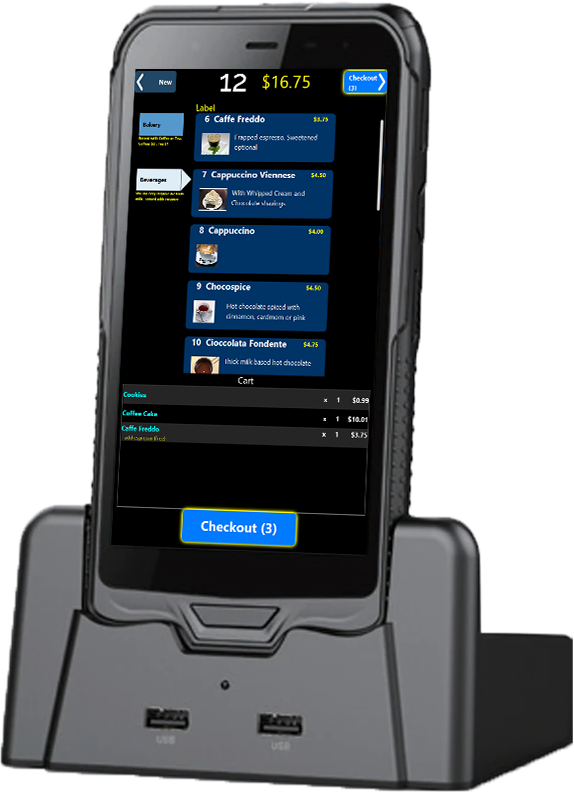 New
12 $16.75
Checkout
(3)
Label
Bakery
Beverages
6 Caffe Freddo $3.75
Frapped espresso. Sweetened
optional
7 Cappuccino Viennese $4.50
With Whipped Cream and
Chocolate shavings
8 Cappuccino $4.00
9 Chocospice $4.50
Hot chocolate spiced with
cinnamon, cardmom or pink
10 Cioccolata Fondente $4.75
Thick milk based hot chocolate
Cart
Cookies x 1 $0.99
Coffee Cake x 1 $10.01
Caffe Freddo x 1 $3.75
Checkout (3)
USB USB